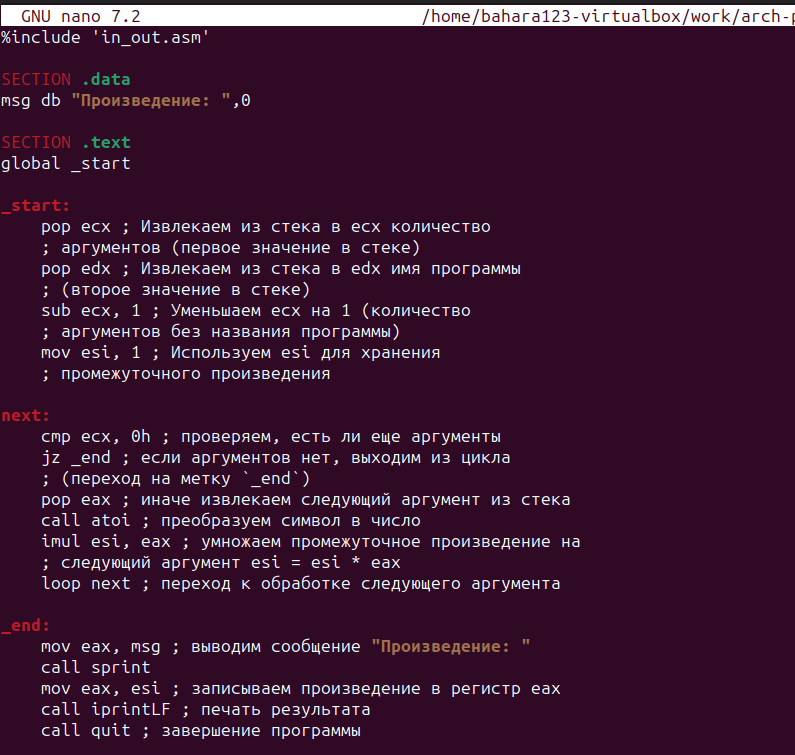 GNU nano 7.2 /home/bahara123-virtualbox/work/arch-p
%include 'in_out.asm'
SECTION .data
msg db "Произведение: ",0
SECTION .text
global _start
_start:
pop ecx ; Извлекаем из стека в ecx количество
; аргументов (первое значение в стеке)
pop edx ; Извлекаем из стека в edx имя программы
; (второе значение в стеке)
sub ecx, 1 ; Уменьшаем ecx на 1 (количество
; аргументов без названия программы)
mov esi, 1 ; Используем esi для хранения
; промежуточного произведения
next:
cmp ecx, 0h ; проверяем, есть ли еще аргументы
jz _end ; если аргументов нет, выходим из цикла
; (переход на метку `_end`)
pop eax ; иначе извлекаем следующий аргумент из стека
call atoi ; преобразуем символ в число
imul esi, eax ; умножаем промежуточное произведение на
; следующий аргумент esi = esi * eax
loop next ; переход к обработке следующего аргумента
_end:
mov eax, msg ; выводим сообщение "Произведение: "
call sprint
mov eax, esi ; записываем произведение в регистр eax
call iprintLF ; печать результата
call quit ; завершение программы